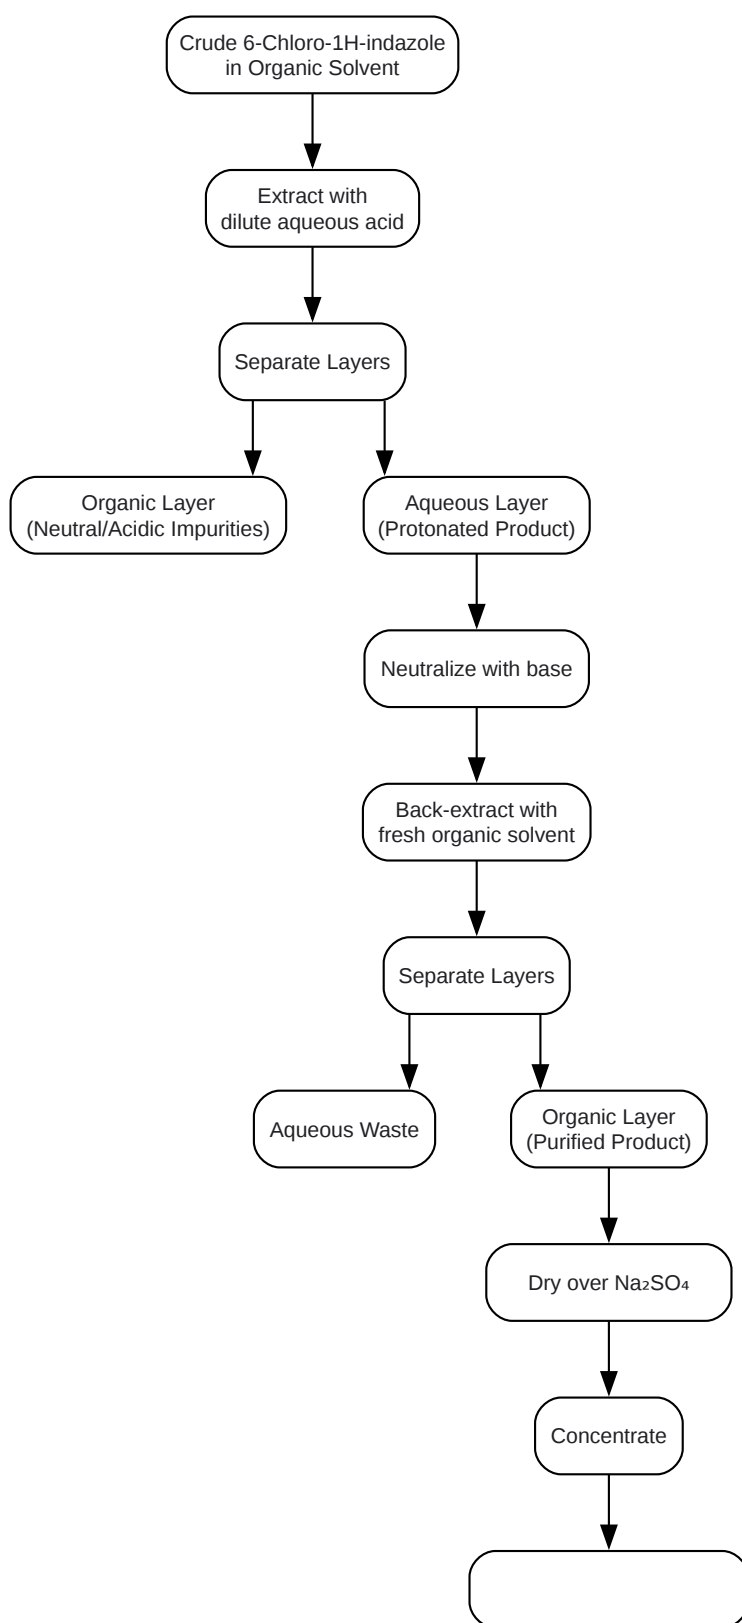 Crude 6-Chloro-1H-indazole
in Organic Solvent
Extract with
dilute aqueous acid
Separate Layers
Organic Layer
(Neutral/Acidic Impurities)
Aqueous Layer
(Protonated Product)
Neutralize with base
Back-extract with
fresh organic solvent
Separate Layers
Aqueous Waste
Organic Layer
(Purified Product)
Dry over Na₂SO₄
Concentrate